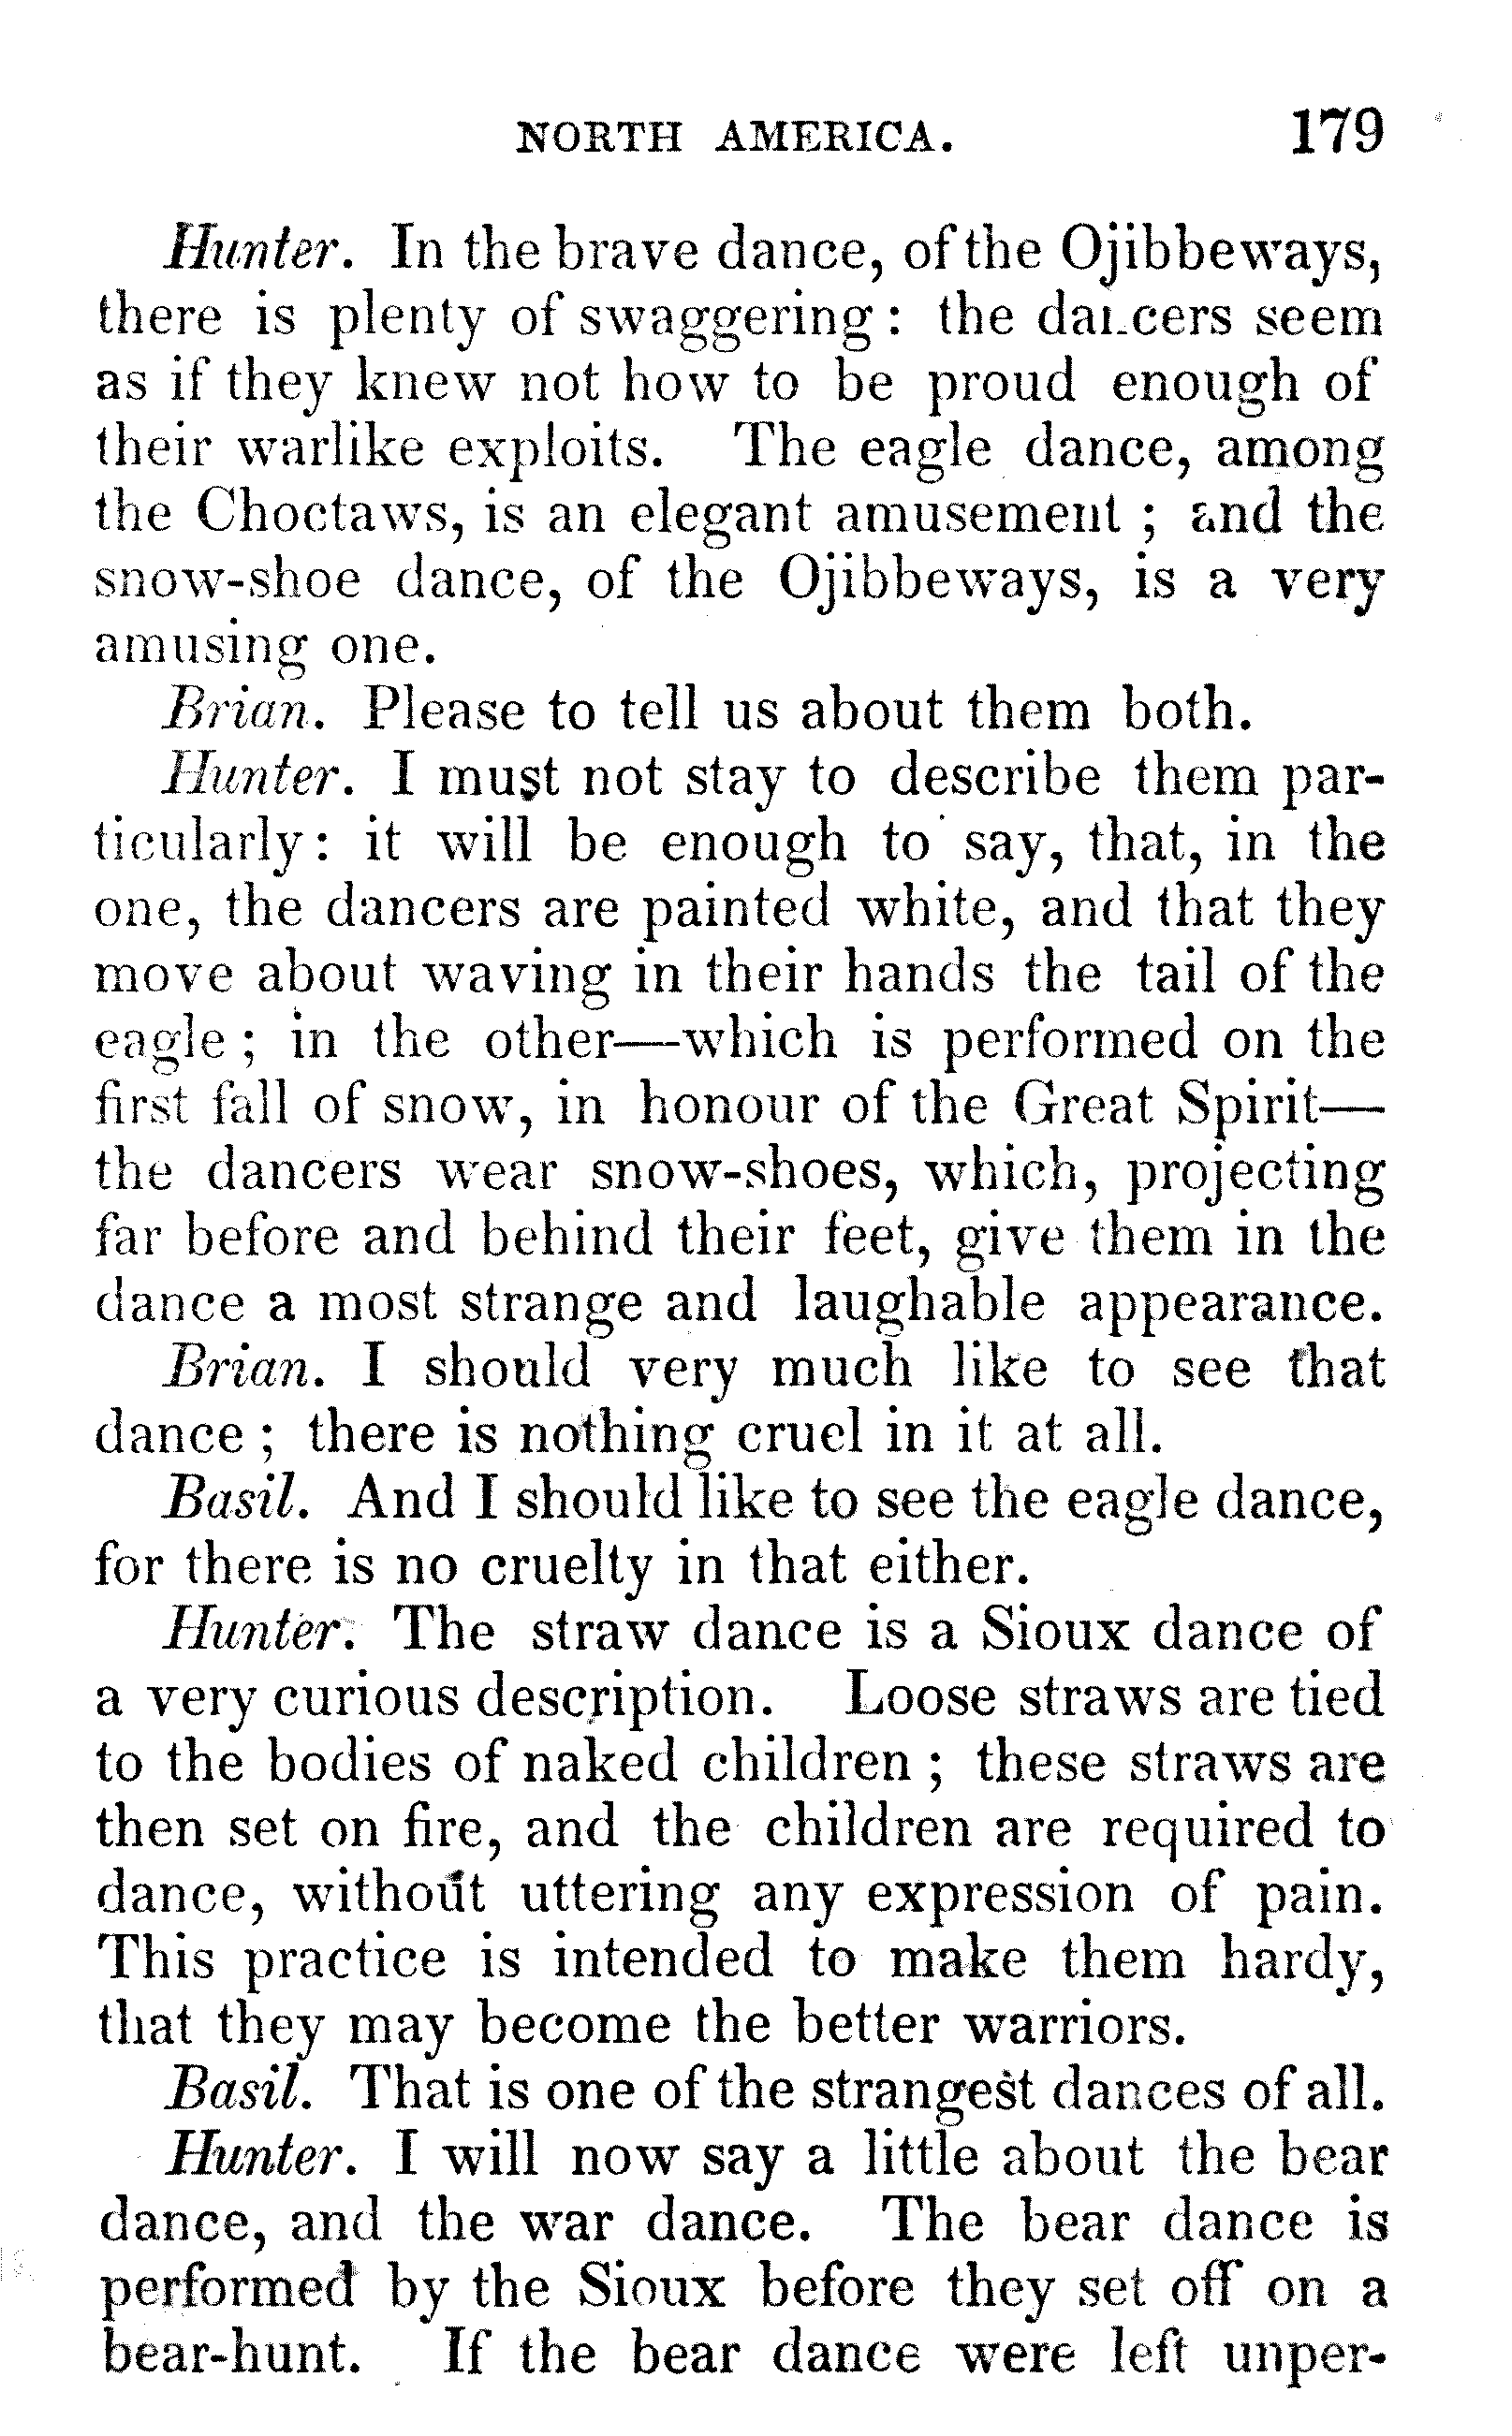 NORTH AMERICA. 179
Hunter. In the brave dance, of the Ojibbeways,
there is plenty of swaggering: the dancers seem
as if they knew not how to be proud enough of
their warlike exploits. The eagle dance, among
the Choctaws, is an elegant amusement; and the
snow-shoe dance, of the Ojibbeways, is a very
amusing one.
Brian. Please to tell us about them both.
Hunter. I must not stay to describe them par-
ticularly: it will be enough to say, that, in the
one, the dancers are painted white, and that they
move about waving in their hands the tail of the
eagle; in the other—which is performed on the
first fall of snow, in honour of the Great Spirit—
the dancers wear snow-shoes, which, projecting
far before and behind their feet, give them in the
dance a most strange and laughable appearance.
Brian. I should very much like to see that
dance; there is nothing cruel in it at all.
Basil. And I should like to see the eagle dance,
for there is no cruelty in that either.
Hunter. The straw dance is a Sioux dance of
a very curious description. Loose straws are tied
to the bodies of naked children; these straws are
then set on fire, and the children are required to
dance, without uttering any expression of pain.
This practice is intended to make them hardy,
that they may become the better warriors.
Basil. That is one of the strangest dances of all.
Hunter. I will now say a little about the bear
dance, and the war dance. The bear dance is
performed by the Sioux before they set off on a
bear-hunt. If the bear dance were left unper-